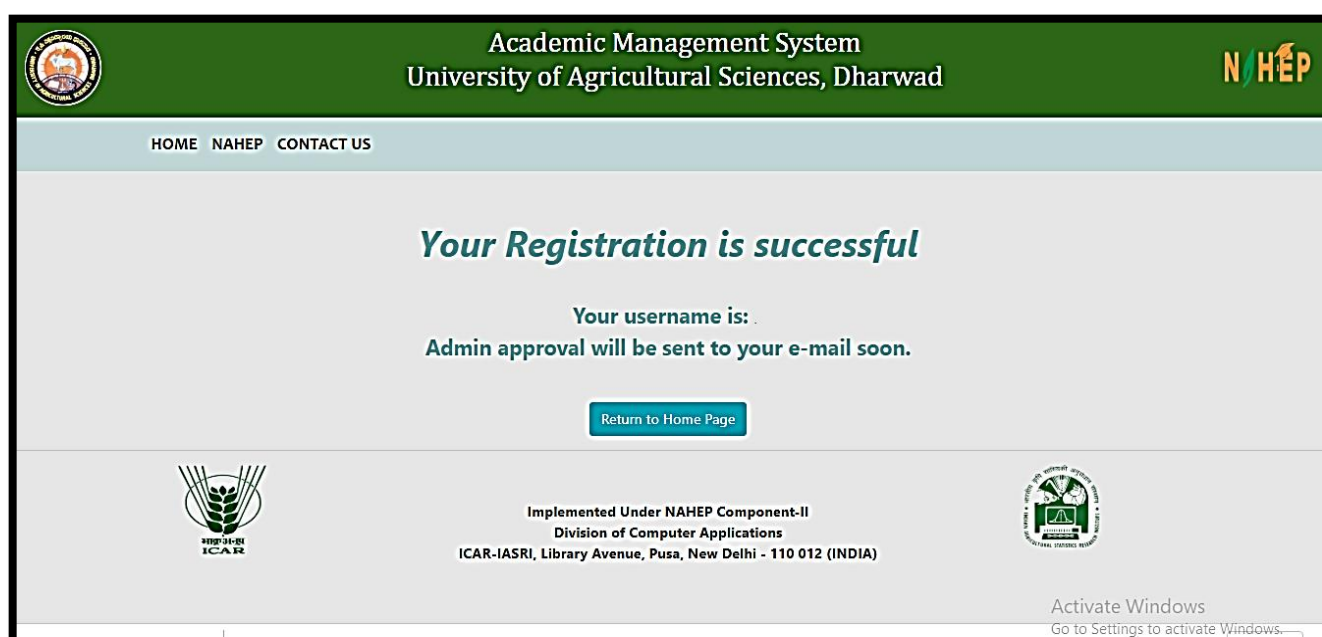 Academic Management System
University of Agricultural Sciences, Dharwad
NAHEP
HOME NAHEP CONTACT US
Your Registration is successful
Your username is: .
Admin approval will be sent to your e-mail soon.
Return to Home Page
भाकृअनुप
ICAR
Implemented Under NAHEP Component-II
Division of Computer Applications
ICAR-IASRI, Library Avenue, Pusa, New Delhi - 110 012 (INDIA)
Activate Windows
Go to Settings to activate Windows.